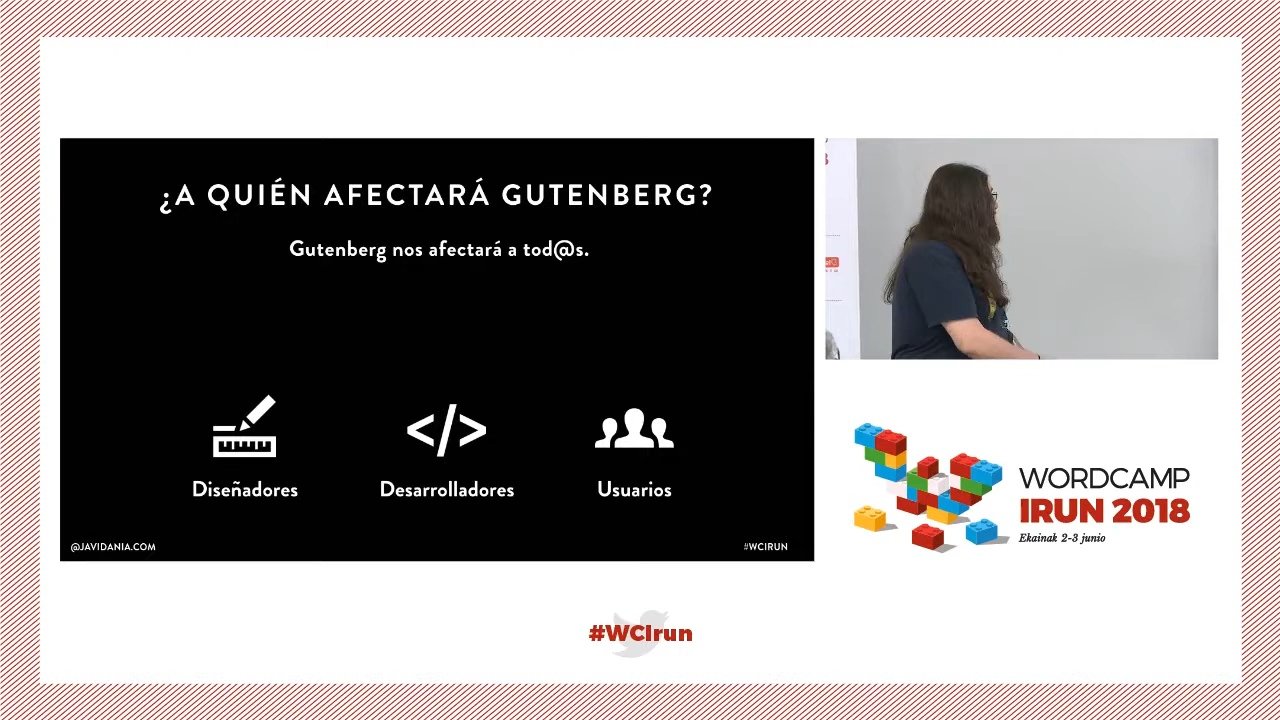 ¿A QUIÉN AFECTARÁ GUTENBERG?
Gutenberg nos afectará a tod@s.
Diseñadores
Desarrolladores
Usuarios
@JAVIDANIA.COM
#WCIRUN
WORDCAMP
IRUN 2018
Ekainak 2-3 junio
#WCIrun